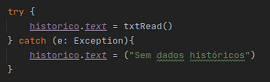 try {
historico.text = txtRead()
} catch (e: Exception){
historico.text = ("Sem dados históricos")
}